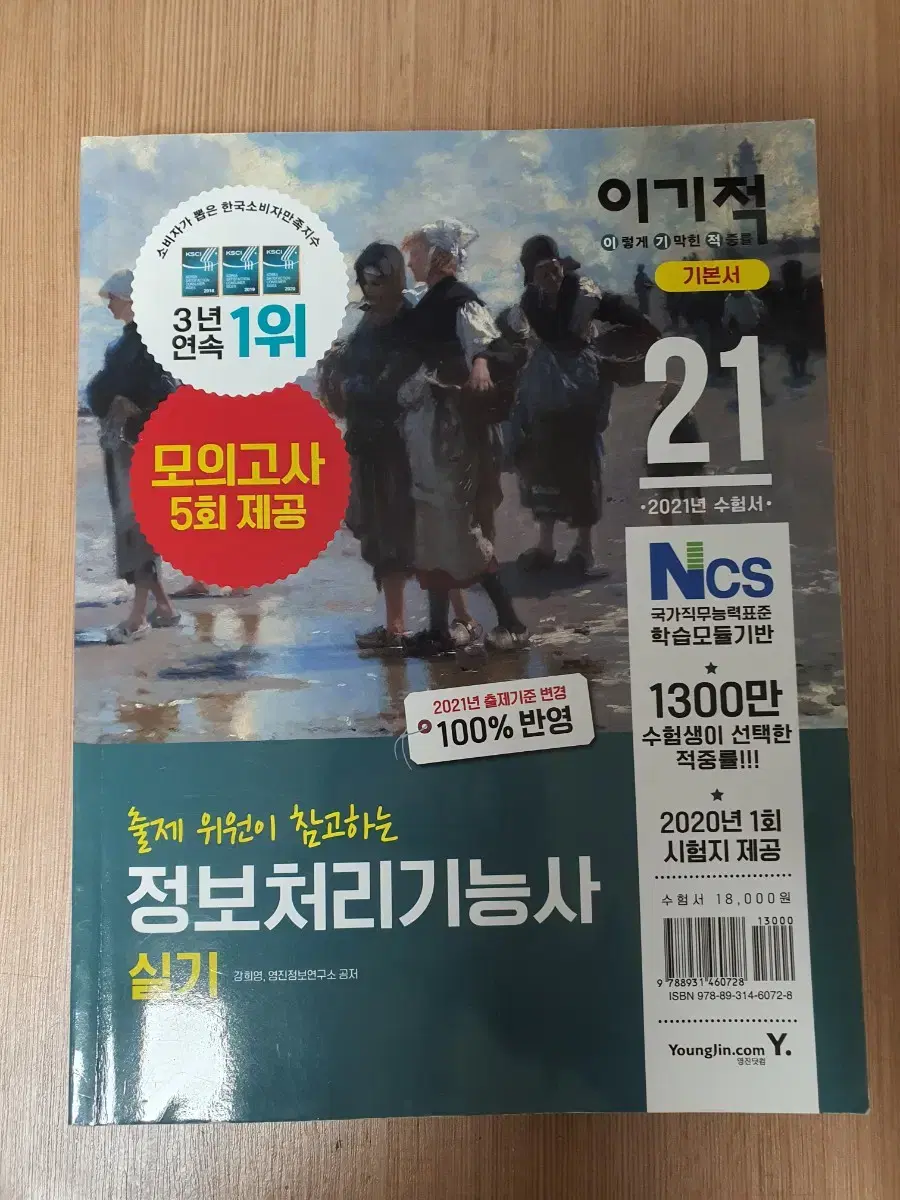 소비자가 뽑은 한국소비자만족지수
KSCI KSCI KSCI
2018 2019 2020
3년
연속 1위
모의고사
5회 제공
이기적
이렇게 기막힌 적중률
기본서
21
•2021년 수험서•
NCS
국가직무능력표준
학습모듈기반
1300만
수험생이 선택한
적중률!!!
2020년 1회
시험지 제공
2021년 출제기준 변경
100% 반영
출제 위원이 참고하는
정보처리기능사
실기 강희영, 영진정보연구소 공저
수험서 18,000원
13000
9 788931 460728
ISBN 978-89-314-6072-8
YoungJin.com Y.
영진닷컴